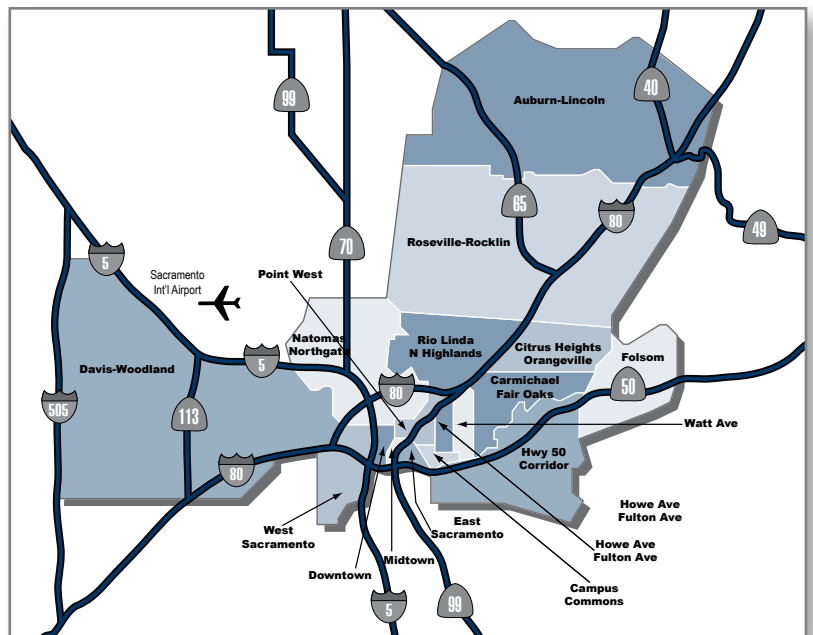 40
99
Auburn-Lincoln
65
80
49
70
Roseville-Rocklin
5
Sacramento
Int'l Airport
Point West
Natomas
Northgate
Rio Linda
N Highlands
Citrus Heights
Orangeville
Folsom
5
Davis-Woodland
80
Carmichael
Fair Oaks
50
505
113
Watt Ave
Hwy 50
Corridor
80
Howe Ave
Fulton Ave
West
Sacramento
East
Sacramento
Howe Ave
Fulton Ave
Midtown
Downtown
Campus
Commons
5
99